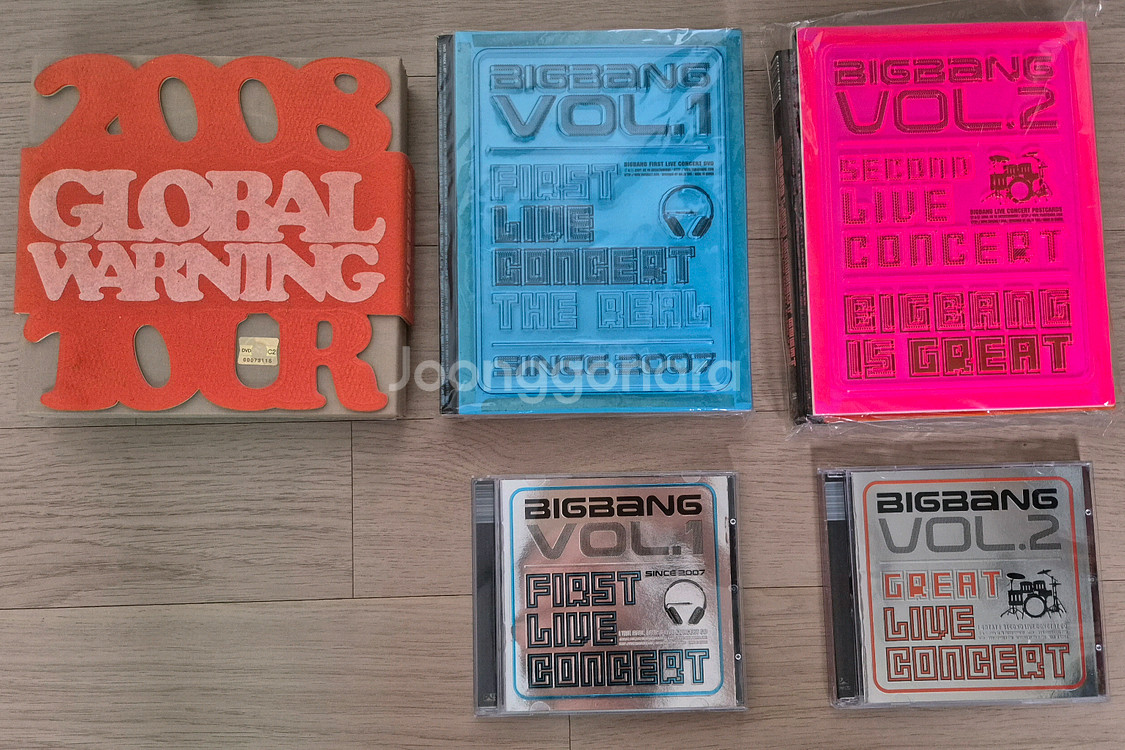 2008
GLOBAL
WARNING
TOUR
DVD
00079116
BIGBANG
VOL.1
BIGBANG FIRST LIVE CONCERT DVD
FIRST
LIVE
CONCERT
THE REAL
SINCE 2007
BIGBANG
VOL.2
SECOND
LIVE
BIGBANG LIVE CONCERT POSTCARDS
CONCERT
BIGBANG
IS GREAT
Joonggonara
BIGBANG
VOL.1
SINCE 2007
FIRST
LIVE
CONCERT
BIGBANG
VOL.2
GREAT
LIVE
CONCERT